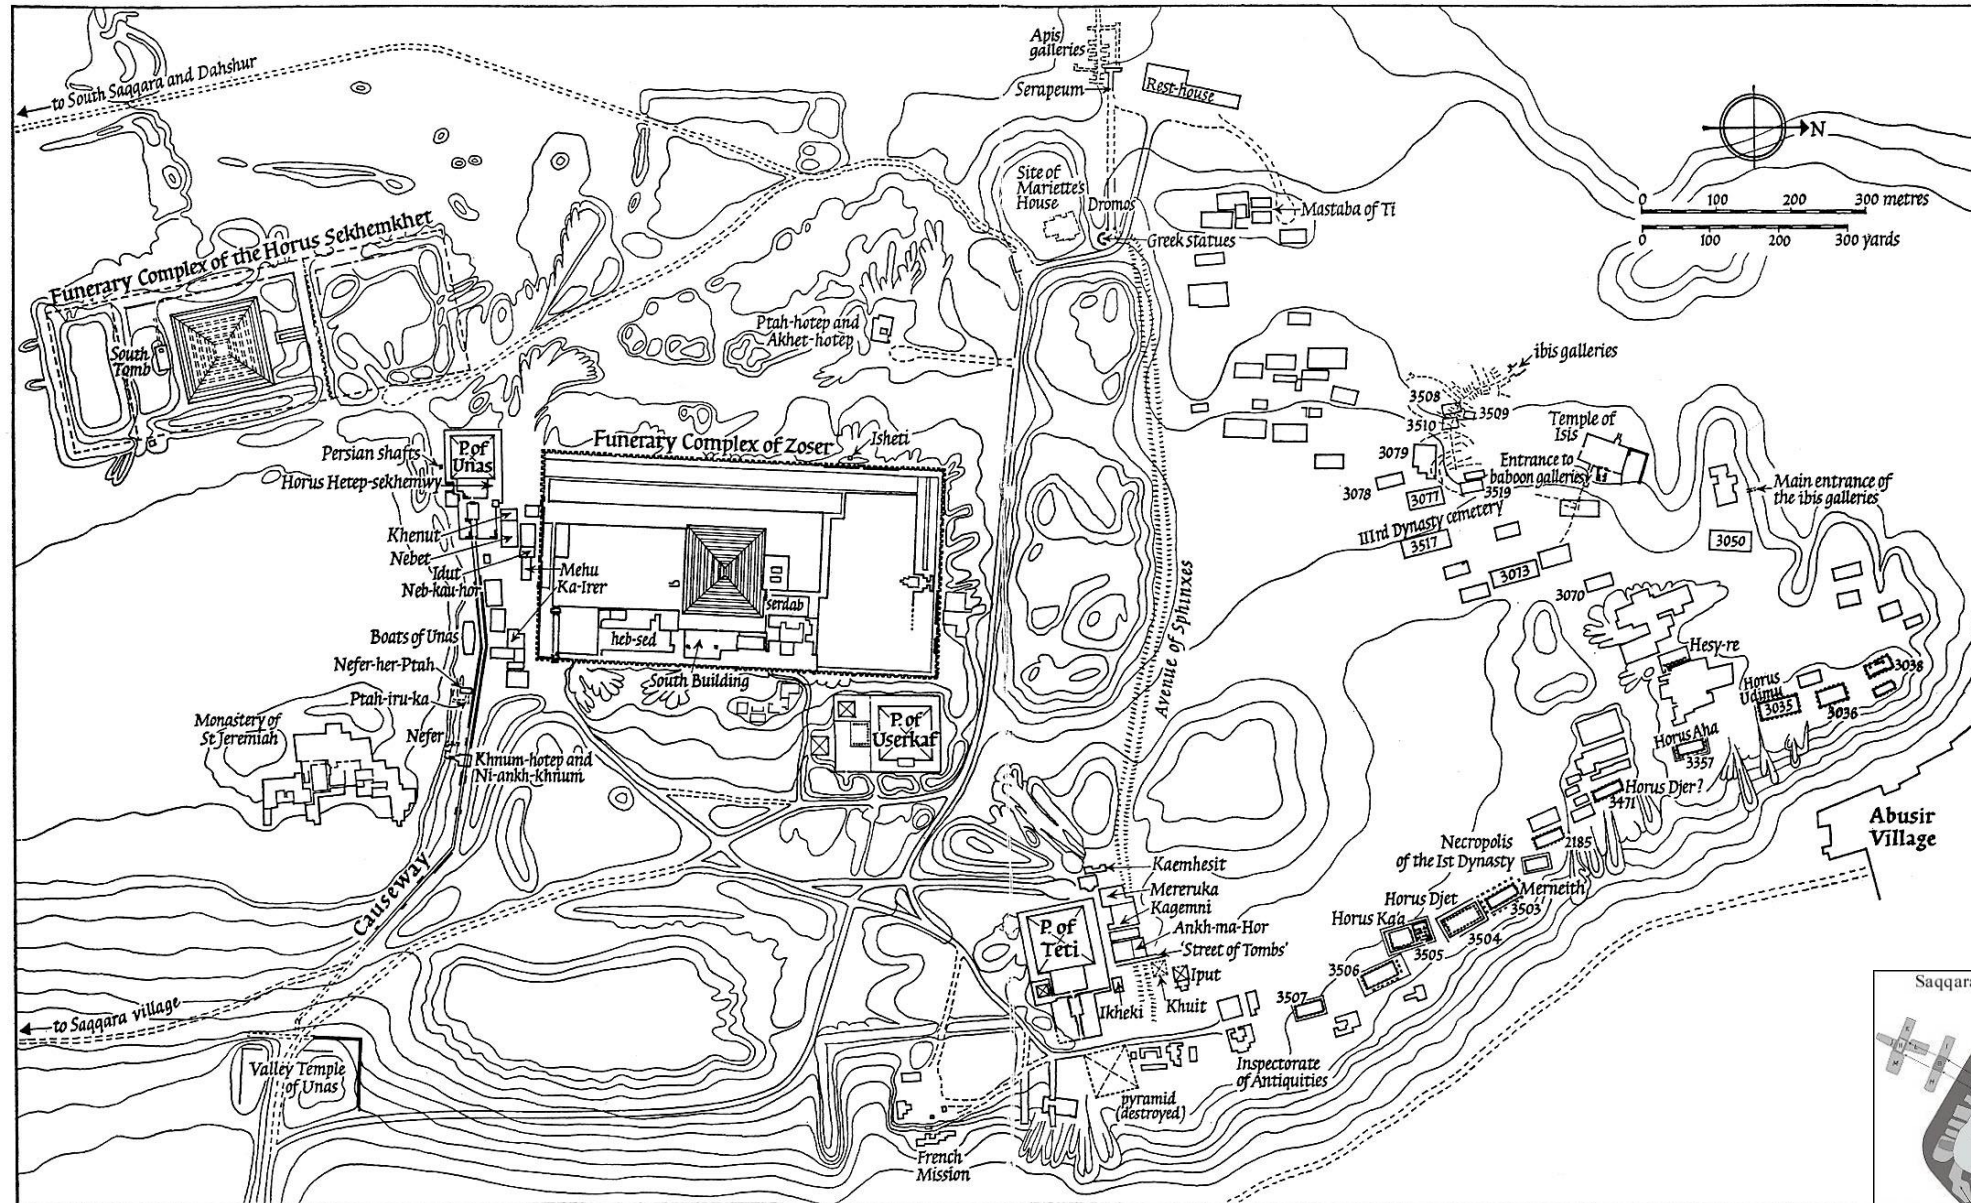 Apis
galleries
to South Saqqara and Dahshur
Serapeum
Rest-house
N
Site of
Mariette's
House
Dromos
Mastaba of Ti
Greek statues
0 100 200 300 metres
0 100 200 300 yards
Funerary Complex of the Horus Sekhemkhet
South
Tomb
Ptah-hotep and
Akhet-hotep
ibis galleries
3508
3509
3510
Temple of
Isis
Funerary Complex of Zoser
Isheti
Persian shafts
P. of
Unas
Horus Hetep-sekhemwy
3079
Entrance to
baboon galleries
3078
3077
3519
Main entrance of
the ibis galleries
IIIrd Dynasty cemetery
3517
3050
Khenut
Nebet
Idut
Neb-kau-hor
Mehu
Ka-Irer
3073
3070
serdab
heb-sed
Boats of Unas
Nefer-her-Ptah
South Building
Ptah-iru-ka
Avenue of Sphinxes
Hesy-re
Horus
Udimu
3035
3038
3036
Monastery of
St Jeremiah
Nefer
P. of
Userkaf
Horus Aha
3357
Khnum-hotep and
Ni-ankh-khnum
Horus Djer?
3471
Abusir
Village
Causeway
Necropolis
of the Ist Dynasty
2185
Kaemhesit
Mereruka
Kagemni
Ankh-ma-Hor
'Street of Tombs'
P. of
Teti
Iput
Khuit
Ikheki
Merneith
3503
Horus Djet
Horus Ka'a
3504
3505
3506
3507
to Saqqara village
Valley Temple
of Unas
Inspectorate
of Antiquities
pyramid
(destroyed)
French
Mission
Saqqara